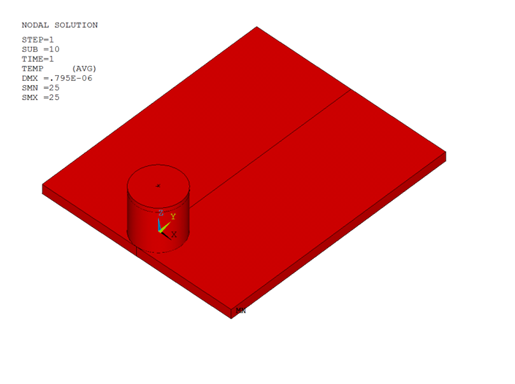 NODAL SOLUTION
STEP=1
SUB =10
TIME=1
TEMP (AVG)
DMX =.795E-06
SMN =25
SMX =25
Z
Y
X
MN